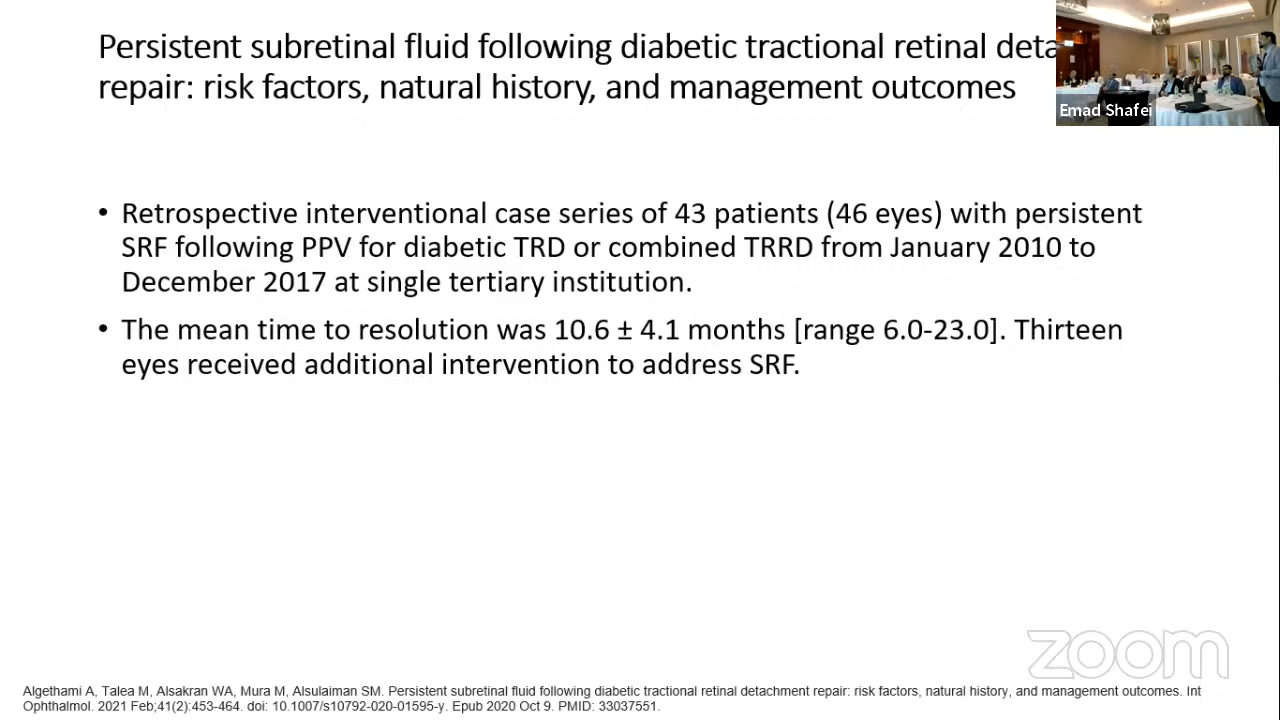 Persistent subretinal fluid following diabetic tractional retinal deta
repair: risk factors, natural history, and management outcomes
Emad Shafei
• Retrospective interventional case series of 43 patients (46 eyes) with persistent
SRF following PPV for diabetic TRD or combined TRRD from January 2010 to
December 2017 at single tertiary institution.
• The mean time to resolution was 10.6 ± 4.1 months [range 6.0-23.0]. Thirteen
eyes received additional intervention to address SRF.
zoom
Algethami A, Talea M, Alsakran WA, Mura M, Alsulaiman SM. Persistent subretinal fluid following diabetic tractional retinal detachment repair: risk factors, natural history, and management outcomes. Int
Ophthalmol. 2021 Feb;41(2):453-464. doi: 10.1007/s10792-020-01595-y. Epub 2020 Oct 9. PMID: 33037551.